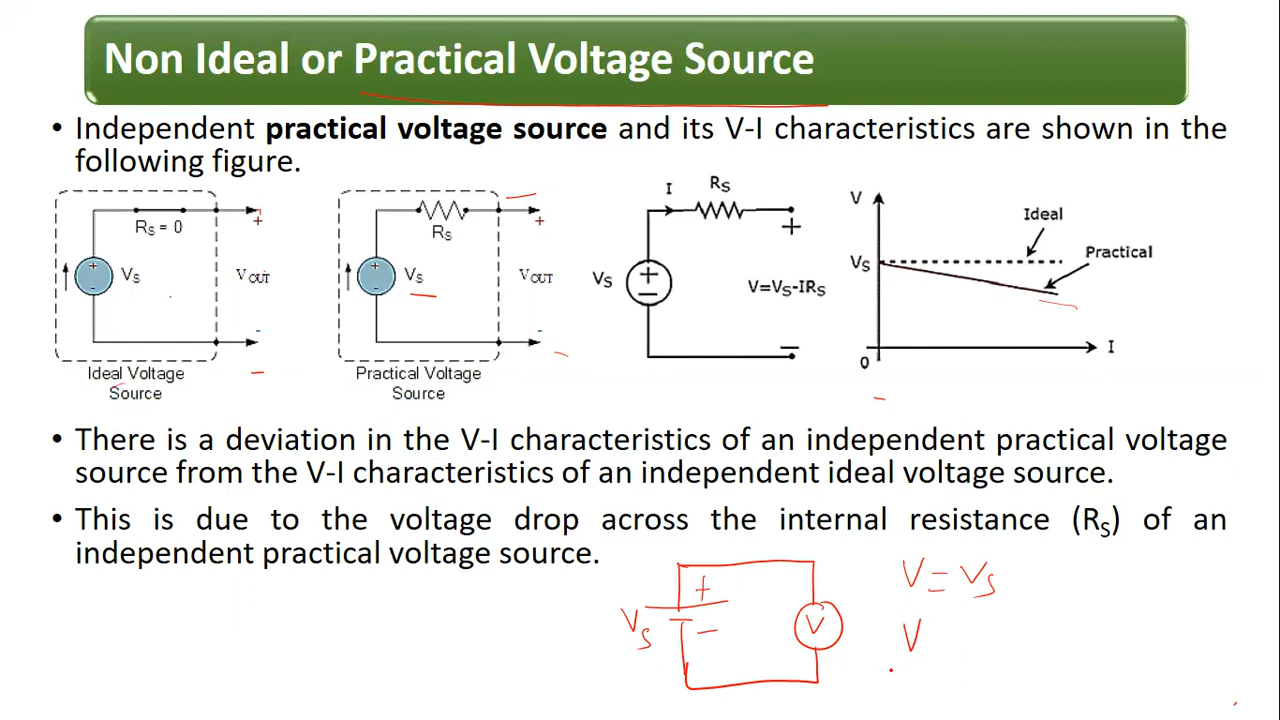 Non Ideal or Practical Voltage Source
• Independent practical voltage source and its V-I characteristics are shown in the
following figure.
RS = 0
VS
VOUT
+
-
+
-
Ideal Voltage
Source
RS
VS
VOUT
+
-
+
-
Practical Voltage
Source
I
RS
VS
+
-
+
V=VS-IRS
-
V
Ideal
Practical
VS
0
I
• There is a deviation in the V-I characteristics of an independent practical voltage
source from the V-I characteristics of an independent ideal voltage source.
• This is due to the voltage drop across the internal resistance (RS) of an
independent practical voltage source.
VS
+
-
V
V = VS
V